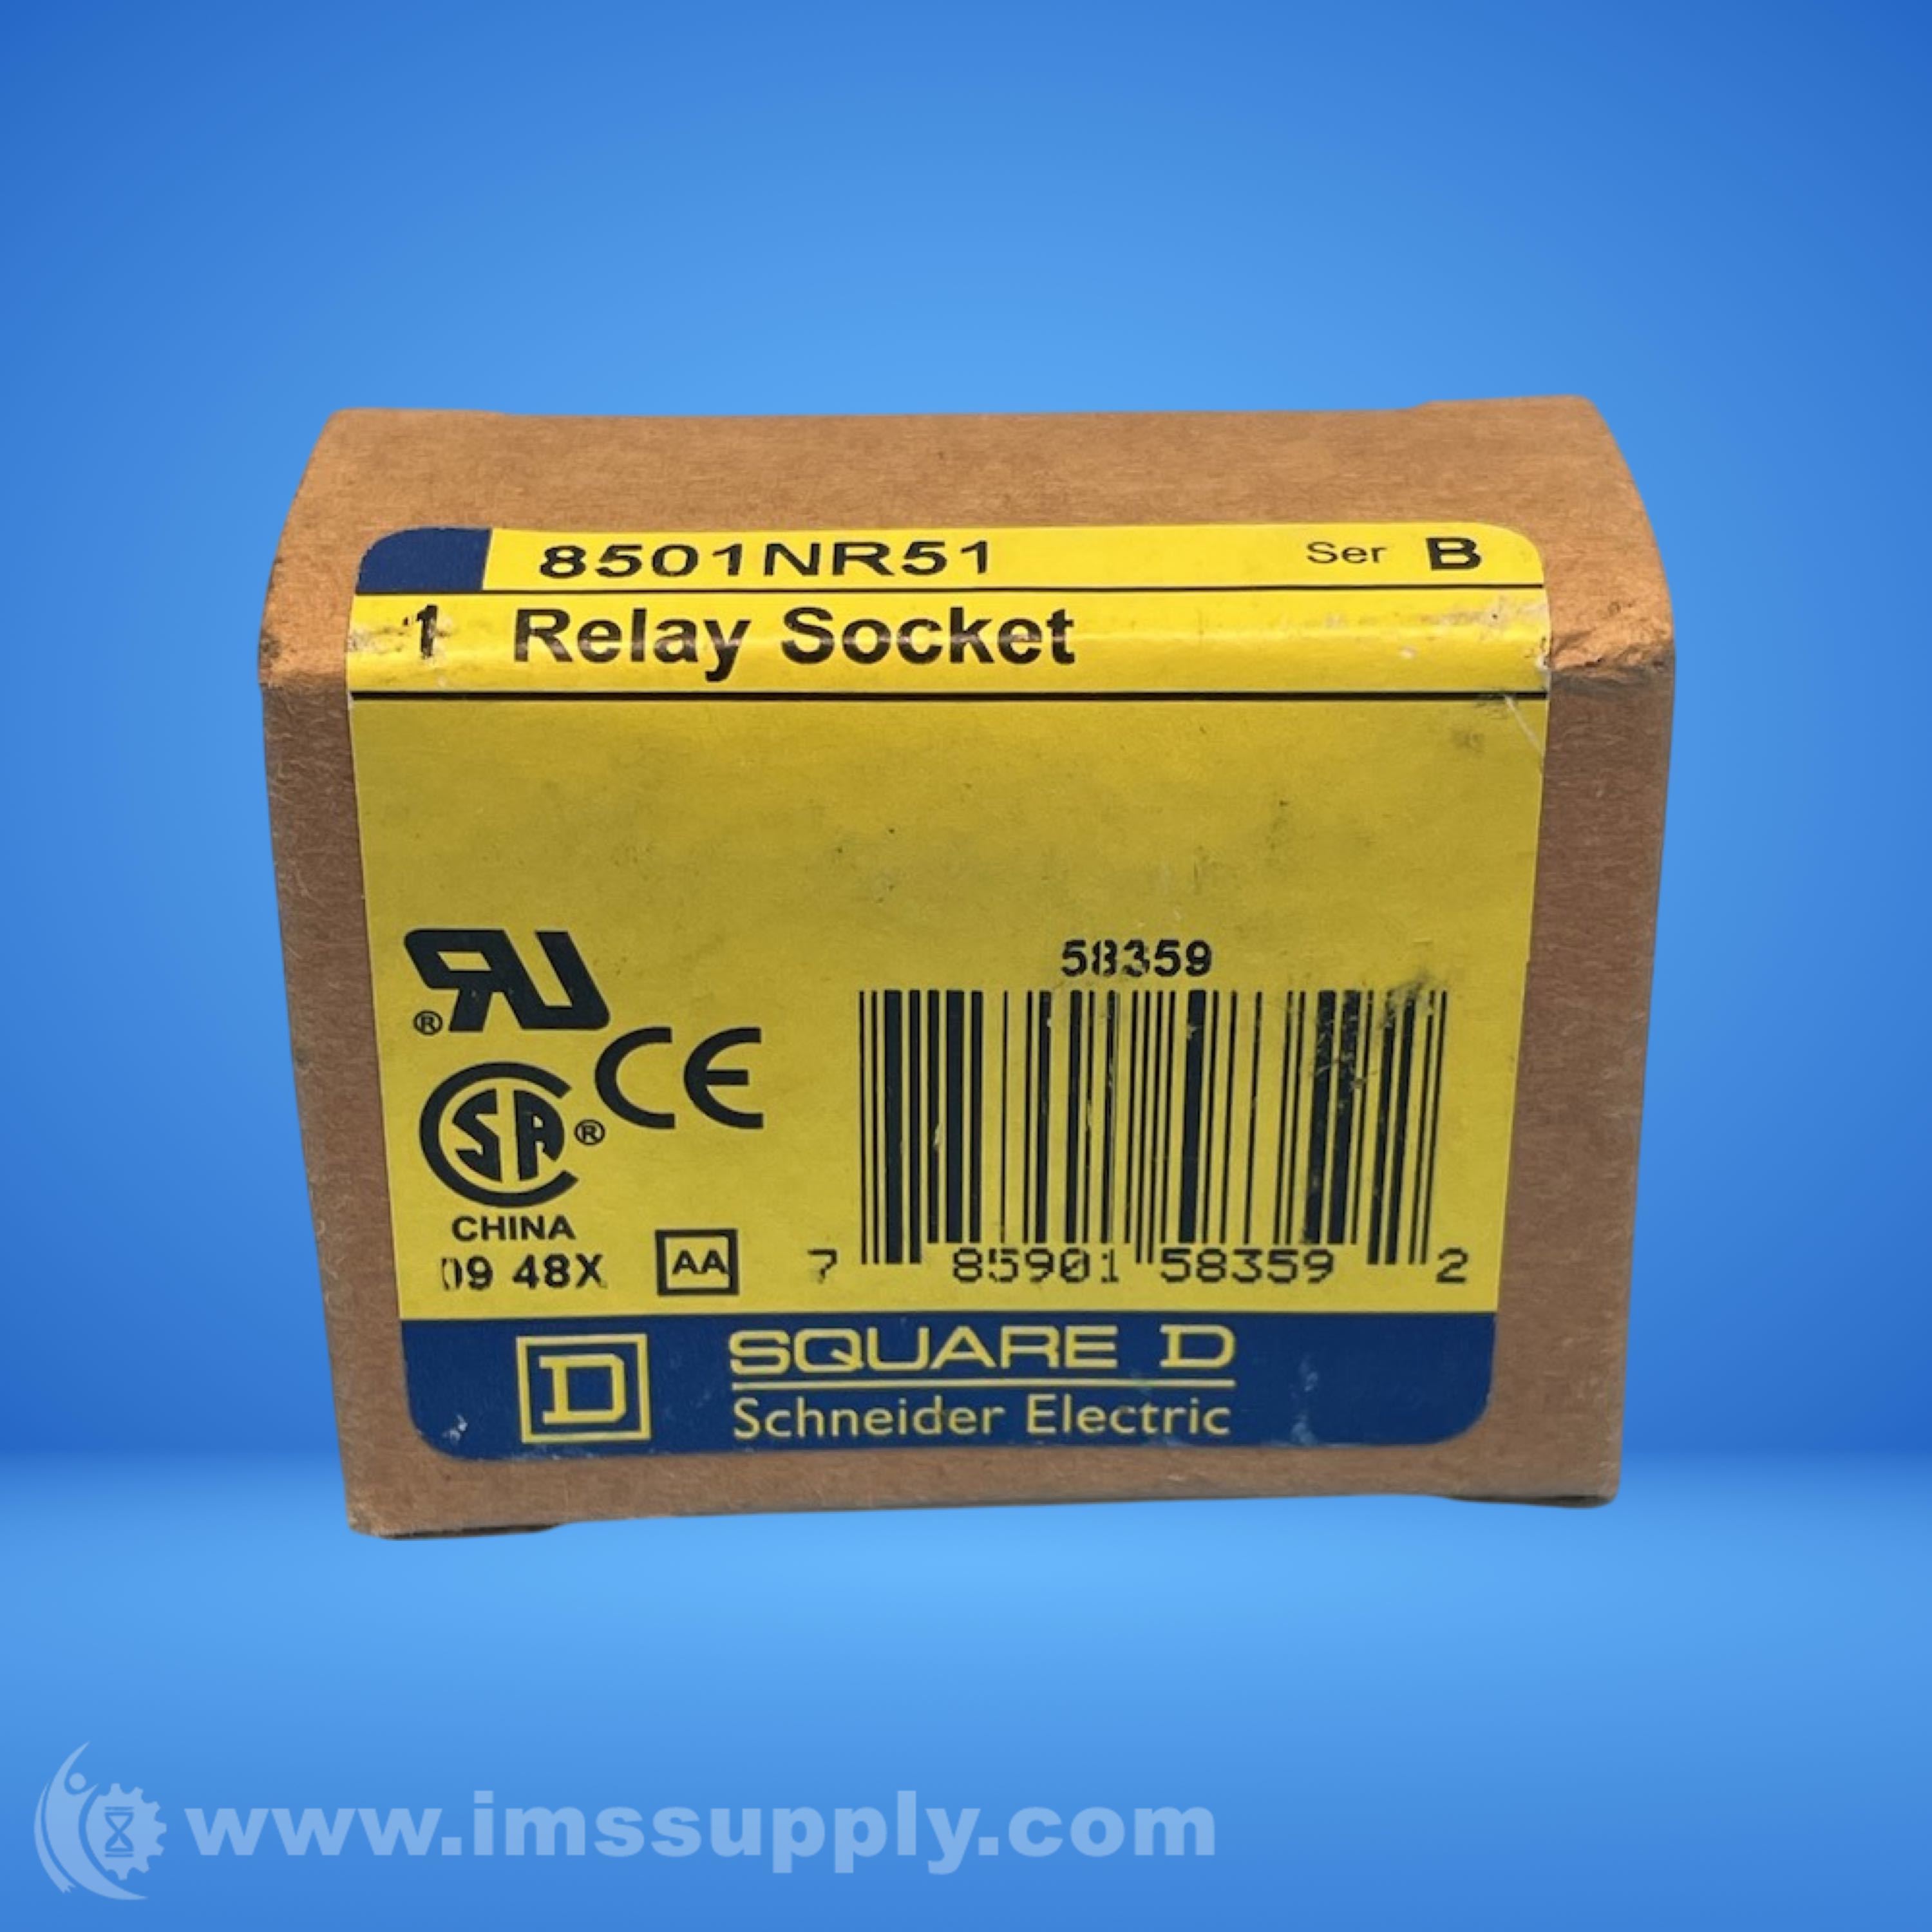 8501NR51 Ser B
1 Relay Socket
58359
CHINA
09 48X AA
7 85901 58359 2
D SQUARE D
Schneider Electric
www.imssupply.com